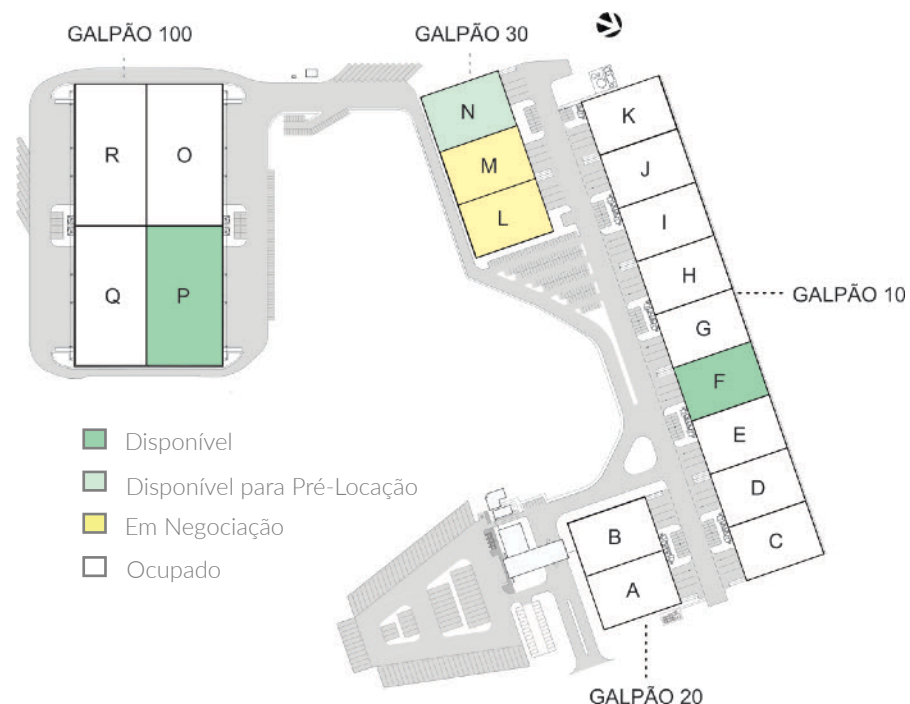 GALPÃO 100
GALPÃO 30
R
O
Q
P
N
M
L
K
J
I
H
G
F
E
D
C
GALPÃO 10
B
A
GALPÃO 20
Disponível
Disponível para Pré-Locação
Em Negociação
Ocupado